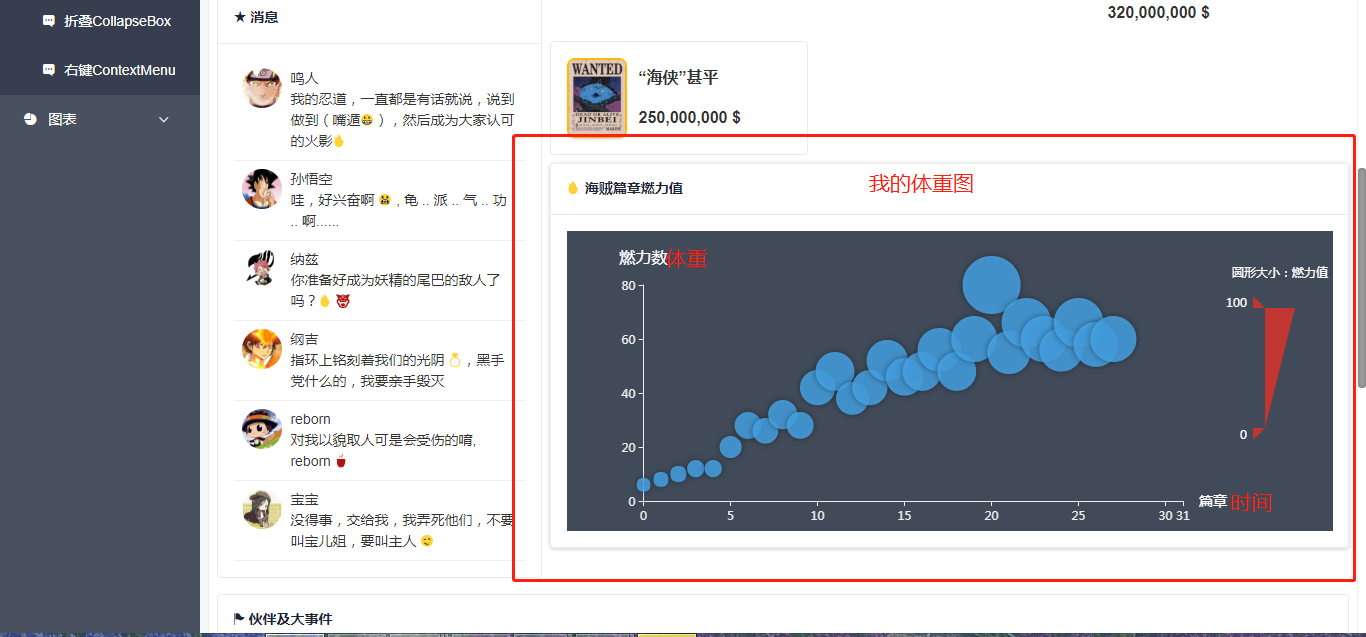 折叠CollapseBox
右键ContextMenu
图表
★ 消息
鸣人
我的忍道，一直都是有话就说，说到
做到（嘴遁😁），然后成为大家认可
的火影
孙悟空
哇，好兴奋啊😁, 龟 .. 派 .. 气 .. 功
.. 啊......
纳兹
你准备好成为妖精的尾巴的敌人了
吗？
纲吉
指环上铭刻着我们的光阴💍，黑手
党什么的，我要亲手毁灭
reborn
对我以貌取人可是会受伤的唷,
reborn
宝宝
没得事，交给我，我弄死他们，不要
叫宝儿姐，要叫主人
320,000,000 $
WANTED
DEAD OR ALIVE
JINBEI
MARINE
“海侠”甚平
250,000,000 $
海贼篇章燃力值
我的体重图
燃力数体重
圆形大小：燃力值
100
0
80
60
40
20
0
0 5 10 15 20 25 30 31
篇章 时间
伙伴及大事件